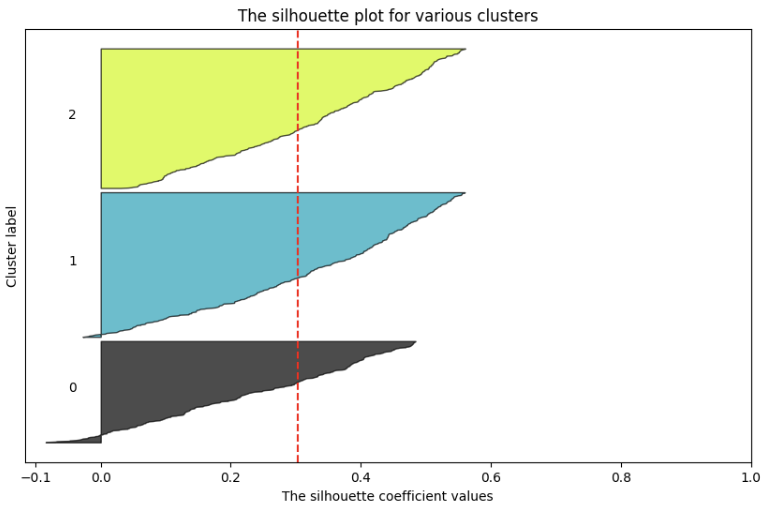 The silhouette plot for various clusters
Cluster label
2
1
0
−0.1 0.0 0.2 0.4 0.6 0.8 1.0
The silhouette coefficient values